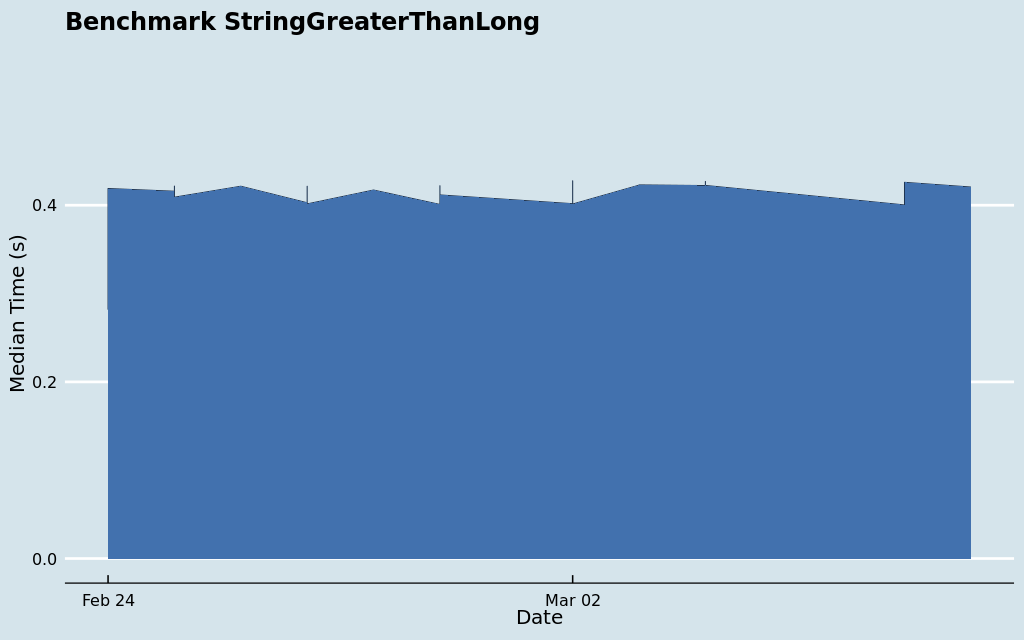 Benchmark StringGreaterThanLong
Median Time (s)
0.4
0.2
0.0
Feb 24
Mar 02
Date